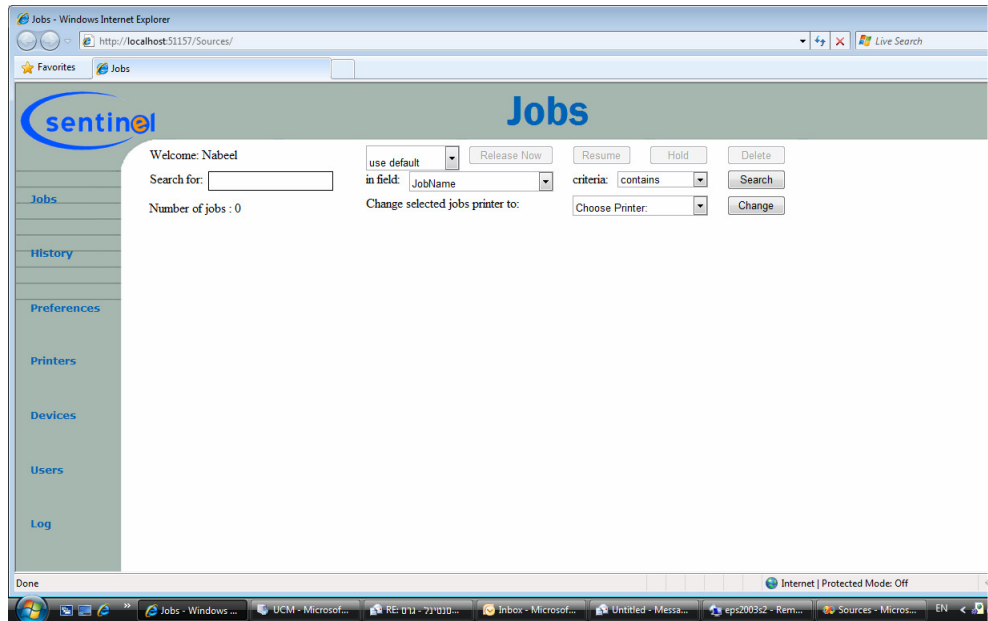 Jobs - Windows Internet Explorer
http://localhost:51157/Sources/
Live Search
Favorites
Jobs
sentinel
Jobs
Welcome: Nabeel
use default
Release Now
Resume
Hold
Delete
Search for:
in field:
JobName
criteria:
contains
Search
Number of jobs : 0
Change selected jobs printer to:
Choose Printer:
Change
Jobs
History
Preferences
Printers
Devices
Users
Log
Done
Internet | Protected Mode: Off
Jobs - Windows ...
UCM - Microsof...
RE: סנטינל - גרס...
Inbox - Microsof...
Untitled - Messa...
eps2003s2 - Rem...
Sources - Micros...
EN